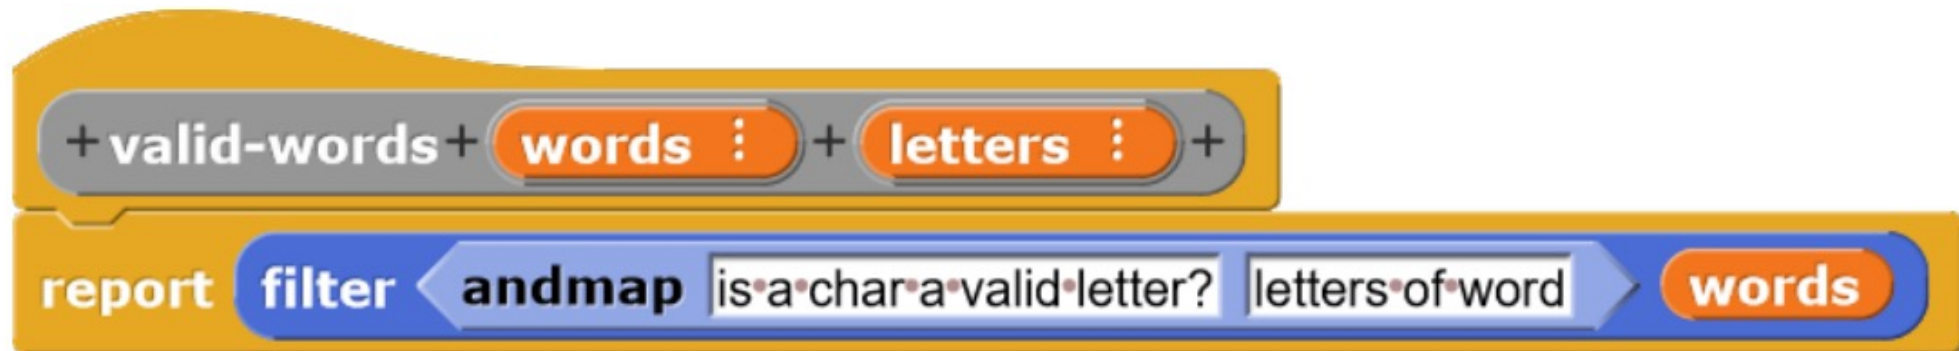 + valid-words + words ⋮ + letters ⋮ +
report filter andmap is•a•char•a•valid•letter? letters•of•word words